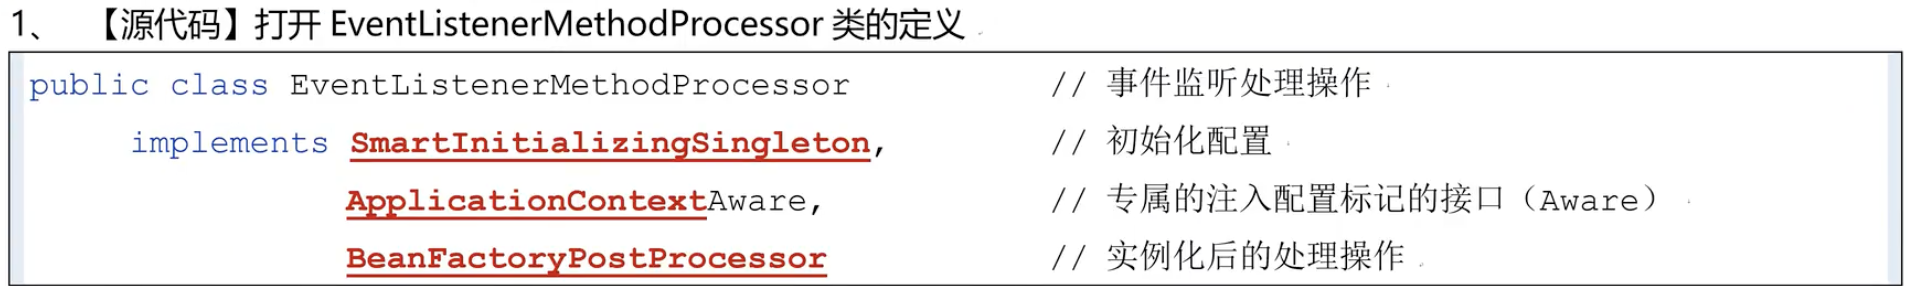 1、 【源代码】打开 EventListenerMethodProcessor 类的定义
public class EventListenerMethodProcessor // 事件监听处理操作
implements SmartInitializingSingleton, // 初始化配置
ApplicationContextAware, // 专属的注入配置标记的接口（Aware）
BeanFactoryPostProcessor // 实例化后的处理操作